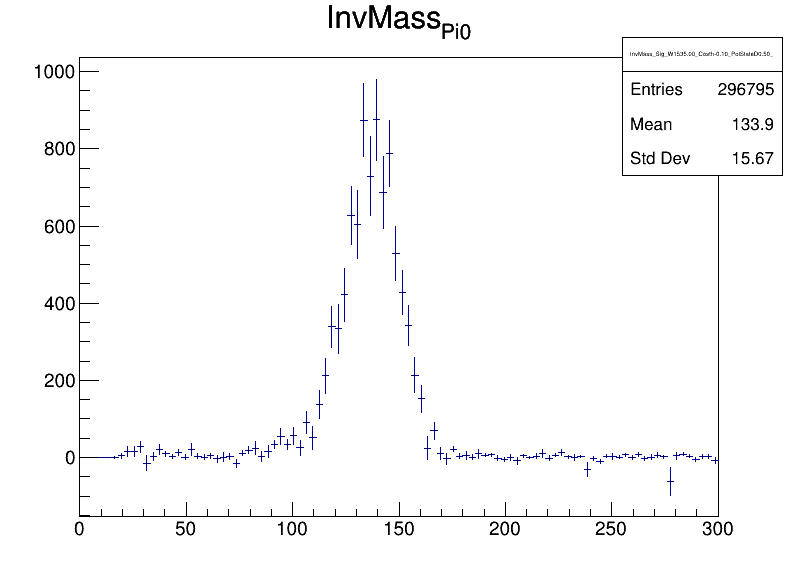 InvMass_Pi0
InvMass_Sig_W1535.00_Costh-0.10_PolStateD0.50_
Entries 296795
Mean 133.9
Std Dev 15.67
1000
800
600
400
200
0
0 50 100 150 200 250 300